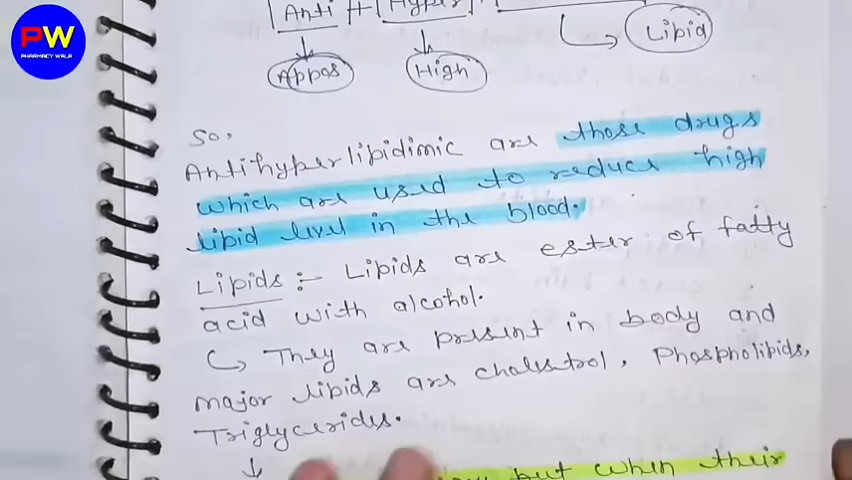 PW
PHARMACY WALA
Anti + Hyper +
Lipid
Appos High
So,
Antihyperlipidimic are those drugs
which are used to reduce high
lipid level in the blood.
Lipids :- Lipids are ester of fatty
acid with alcohol.
They are present in body and
major lipids are cholestrol, Phospholipids,
Triglycerides.
but when their